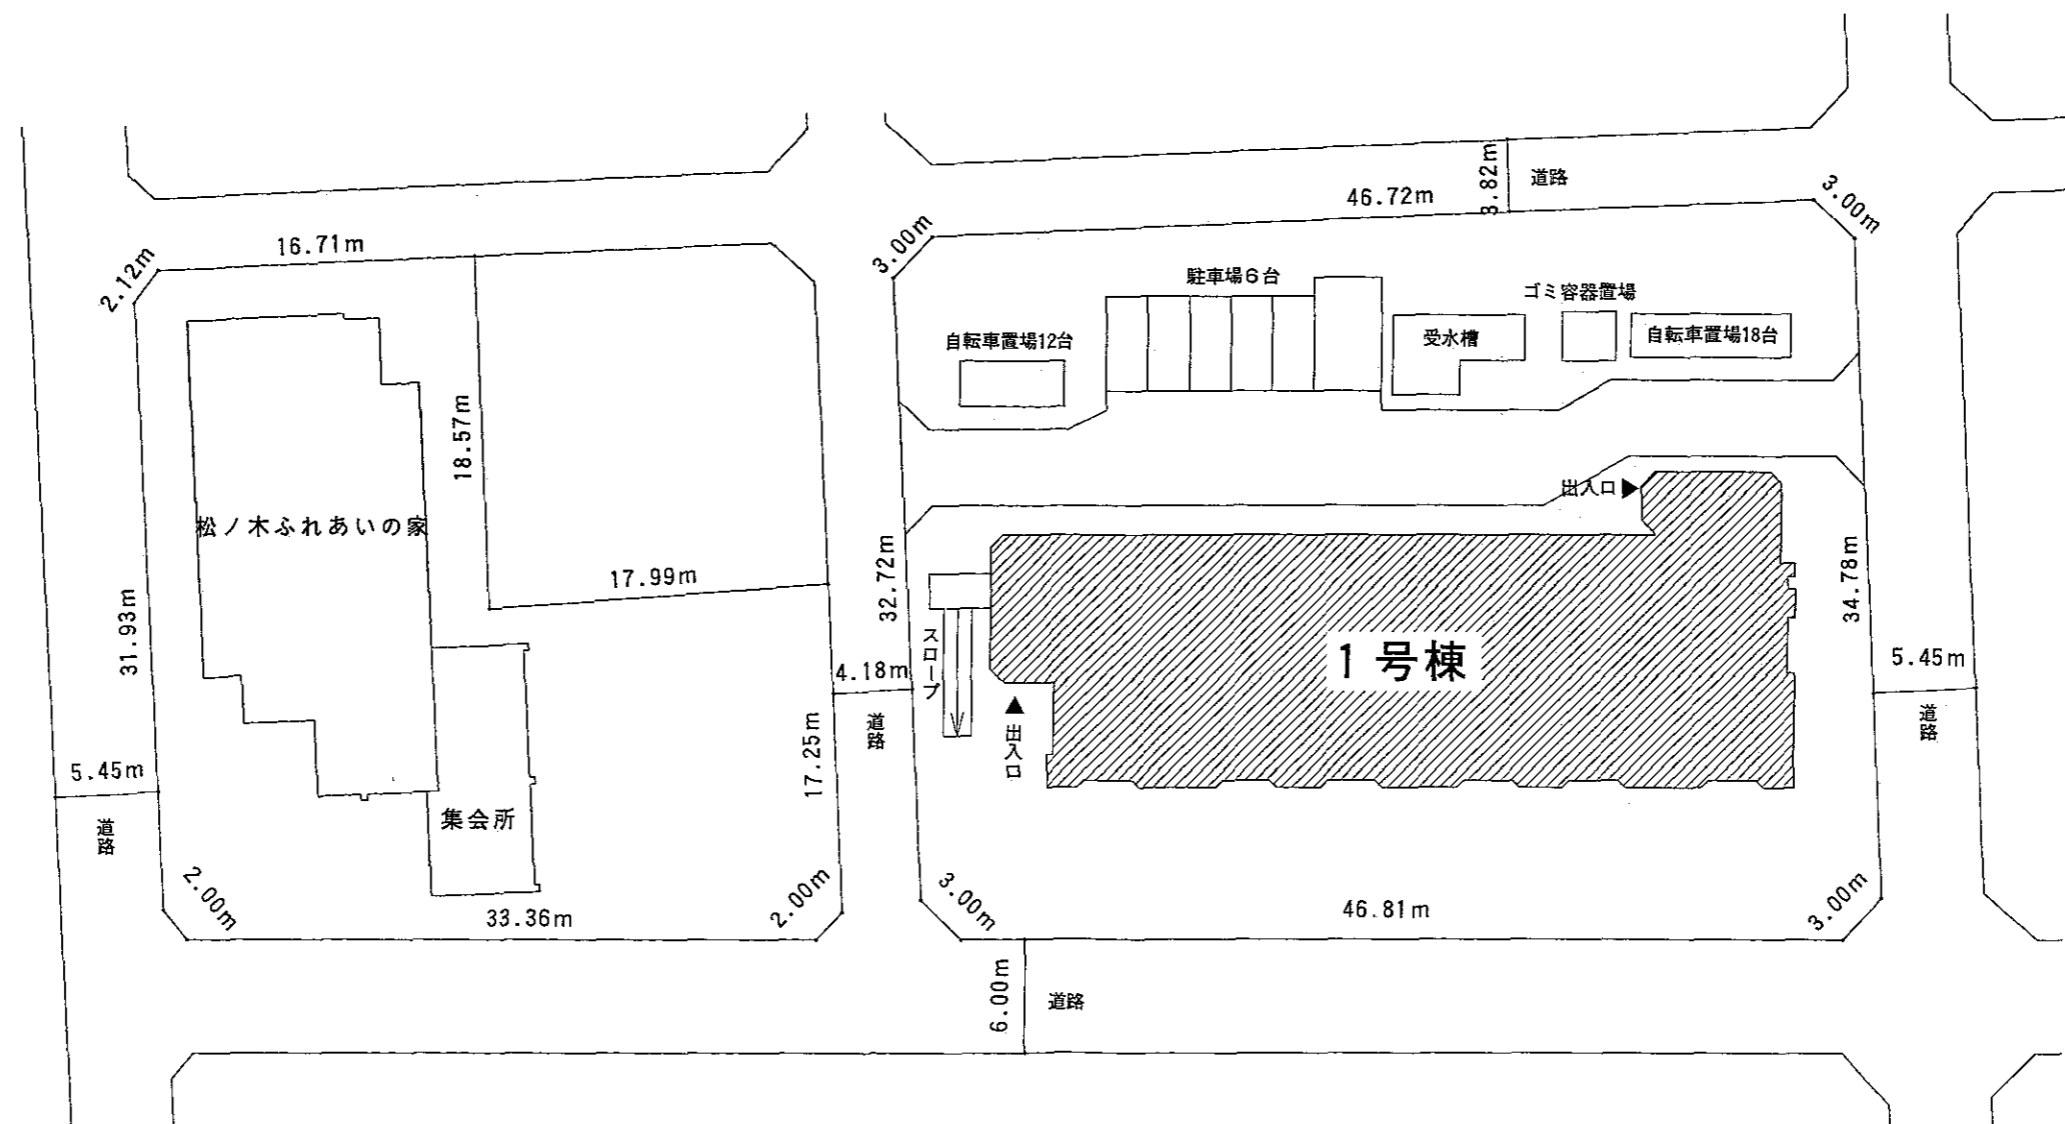 3.82m
道路
46.72m
3.00m
3.00m
16.71m
2.12m
駐車場6台
ゴミ容器置場
自転車置場12台
受水槽
自転車置場18台
18.57m
出入口
松ノ木ふれあいの家
17.99m
32.72m
34.78m
31.93m
スロープ
1号棟
5.45m
4.18m
道路
17.25m
道路
出入口
5.45m
道路
集会所
2.00m
33.36m
2.00m
3.00m
46.81m
3.00m
6.00m
道路